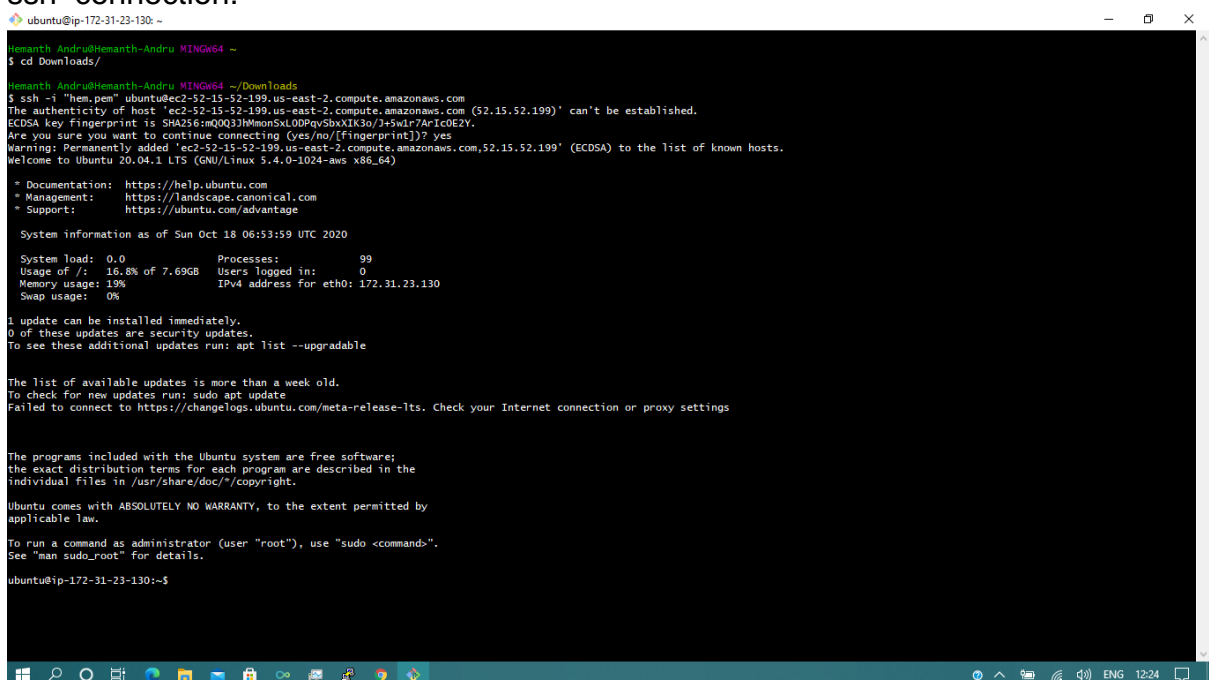 ssh connection:
ubuntu@ip-172-31-23-130: ~
Hemanth Andru@Hemanth-Andru MINGW64 ~
$ cd Downloads/
Hemanth Andru@Hemanth-Andru MINGW64 ~/Downloads
$ ssh -i "hem.pem" ubuntu@ec2-52-15-52-199.us-east-2.compute.amazonaws.com
The authenticity of host 'ec2-52-15-52-199.us-east-2.compute.amazonaws.com (52.15.52.199)' can't be established.
ECDSA key fingerprint is SHA256:mQOQ3JhMmonSxLODPqvSbxXIK3o/J+5w1r7ArIcOE2Y.
Are you sure you want to continue connecting (yes/no/[fingerprint])? yes
Warning: Permanently added 'ec2-52-15-52-199.us-east-2.compute.amazonaws.com,52.15.52.199' (ECDSA) to the list of known hosts.
Welcome to Ubuntu 20.04.1 LTS (GNU/Linux 5.4.0-1024-aws x86_64)
* Documentation: https://help.ubuntu.com
* Management: https://landscape.canonical.com
* Support: https://ubuntu.com/advantage
System information as of Sun Oct 18 06:53:59 UTC 2020
System load: 0.0 Processes: 99
Usage of /: 16.8% of 7.69GB Users logged in: 0
Memory usage: 19% IPv4 address for eth0: 172.31.23.130
Swap usage: 0%
1 update can be installed immediately.
0 of these updates are security updates.
To see these additional updates run: apt list --upgradable
The list of available updates is more than a week old.
To check for new updates run: sudo apt update
Failed to connect to https://changelogs.ubuntu.com/meta-release-lts. Check your Internet connection or proxy settings
The programs included with the Ubuntu system are free software;
the exact distribution terms for each program are described in the
individual files in /usr/share/doc/*/copyright.
Ubuntu comes with ABSOLUTELY NO WARRANTY, to the extent permitted by
applicable law.
To run a command as administrator (user "root"), use "sudo <command>".
See "man sudo_root" for details.
ubuntu@ip-172-31-23-130:~$
ENG 12:24